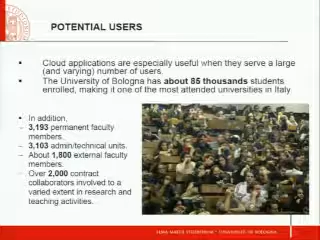 POTENTIAL USERS
▪ Cloud applications are especially useful when they serve a large
(and varying) number of users.
▪ The University of Bologna has about 85 thousands students
enrolled, making it one of the most attended universities in Italy
▪ In addition,
– 3,193 permanent faculty
members.
– 3,103 admin/technical units.
– About 1,800 external faculty
members.
– Over 2,000 contract
collaborators involved to a
varied extent in research and
teaching activities.
ALMA MATER STUDIORUM - UNIVERSITÀ DI BOLOGNA